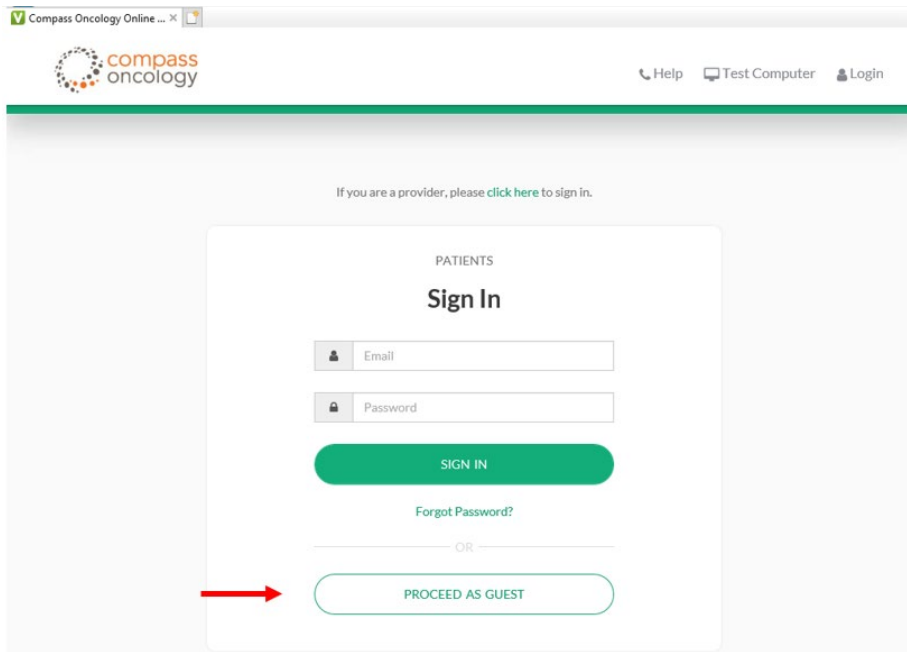 Compass Oncology Online ...
compass
oncology
Help Test Computer Login
If you are a provider, please click here to sign in.
PATIENTS
Sign In
Email
Password
SIGN IN
Forgot Password?
OR
PROCEED AS GUEST